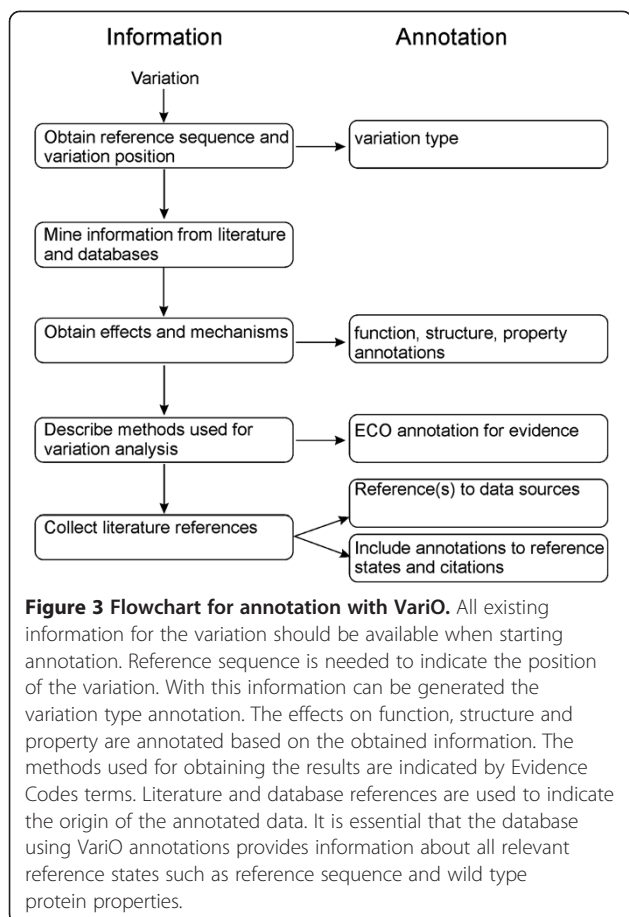 Information
Annotation
Variation
Obtain reference sequence and
variation position
variation type
Mine information from literature
and databases
Obtain effects and mechanisms
function, structure, property
annotations
Describe methods used for
variation analysis
ECO annotation for evidence
Collect literature references
Reference(s) to data sources
Include annotations to reference
states and citations
Figure 3 Flowchart for annotation with VariO. All existing
information for the variation should be available when starting
annotation. Reference sequence is needed to indicate the position
of the variation. With this information can be generated the
variation type annotation. The effects on function, structure and
property are annotated based on the obtained information. The
methods used for obtaining the results are indicated by Evidence
Codes terms. Literature and database references are used to indicate
the origin of the annotated data. It is essential that the database
using VariO annotations provides information about all relevant
reference states such as reference sequence and wild type
protein properties.